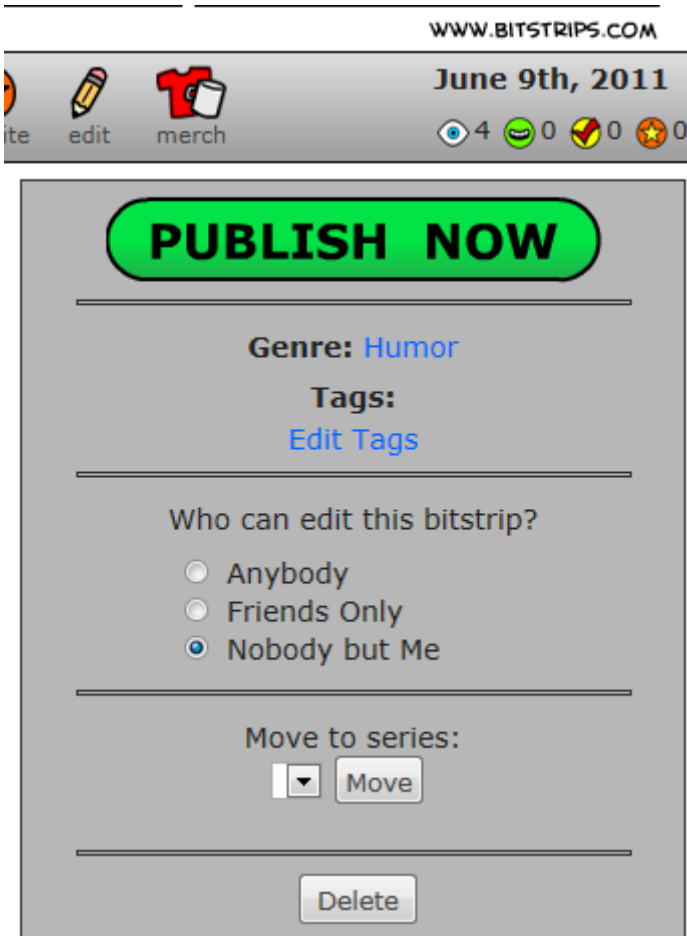 WWW.BITSTRIPS.COM
June 9th, 2011
ite edit merch
4 0 0 0
PUBLISH NOW
Genre: Humor
Tags:
Edit Tags
Who can edit this bitstrip?
Anybody
Friends Only
Nobody but Me
Move to series:
Move
Delete